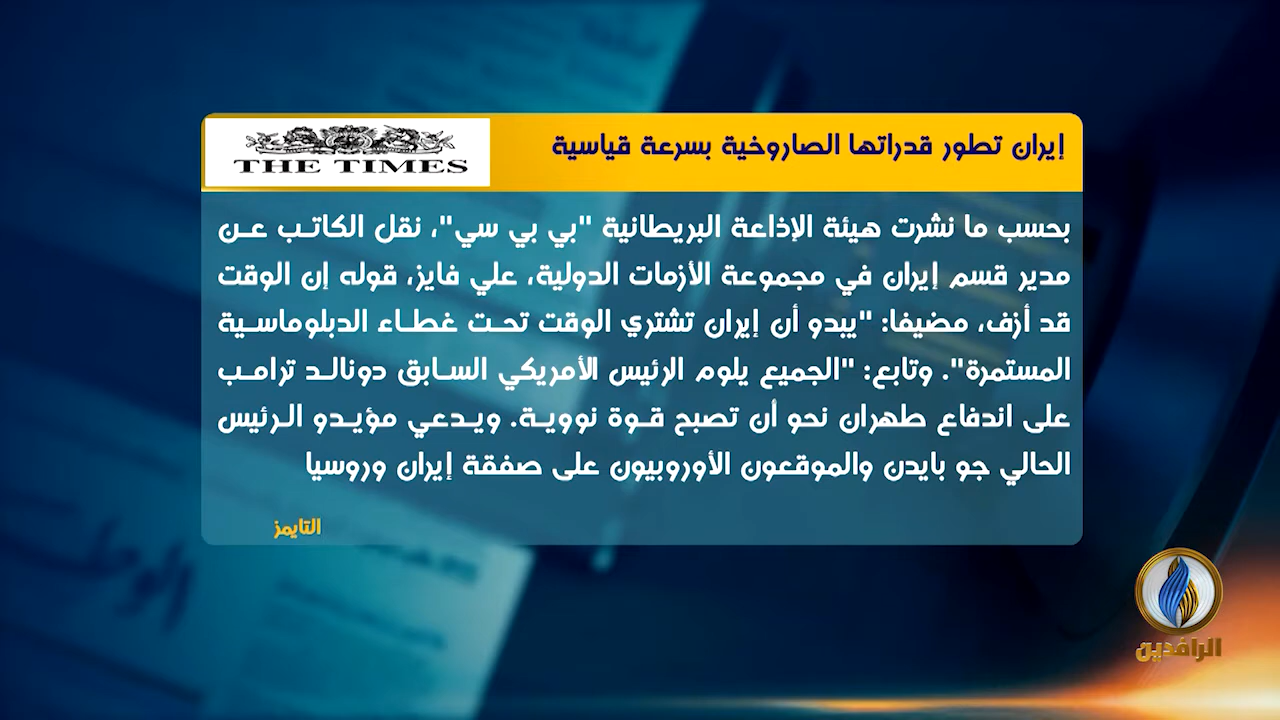 THE TIMES
إيران تطور قدراتها الصاروخية بسرعة قياسية
بحسب ما نشرت هيئة الإذاعة البريطانية "بي بي سي"، نقل الكاتب عن
مدير قسم إيران في مجموعة الأزمات الدولية، علي فايز، قوله إن الوقت
قد أزف، مضيفا: "يبدو أن إيران تشتري الوقت تحت غطاء الدبلوماسية
المستمرة". وتابع: "الجميع يلوم الرئيس الأمريكي السابق دونالد ترامب
على اندفاع طهران نحو أن تصبح قوة نووية. ويدعي مؤيدو الرئيس
الحالي جو بايدن والموقعون الأوروبيون على صفقة إيران وروسيا
التايمز
الرافدين